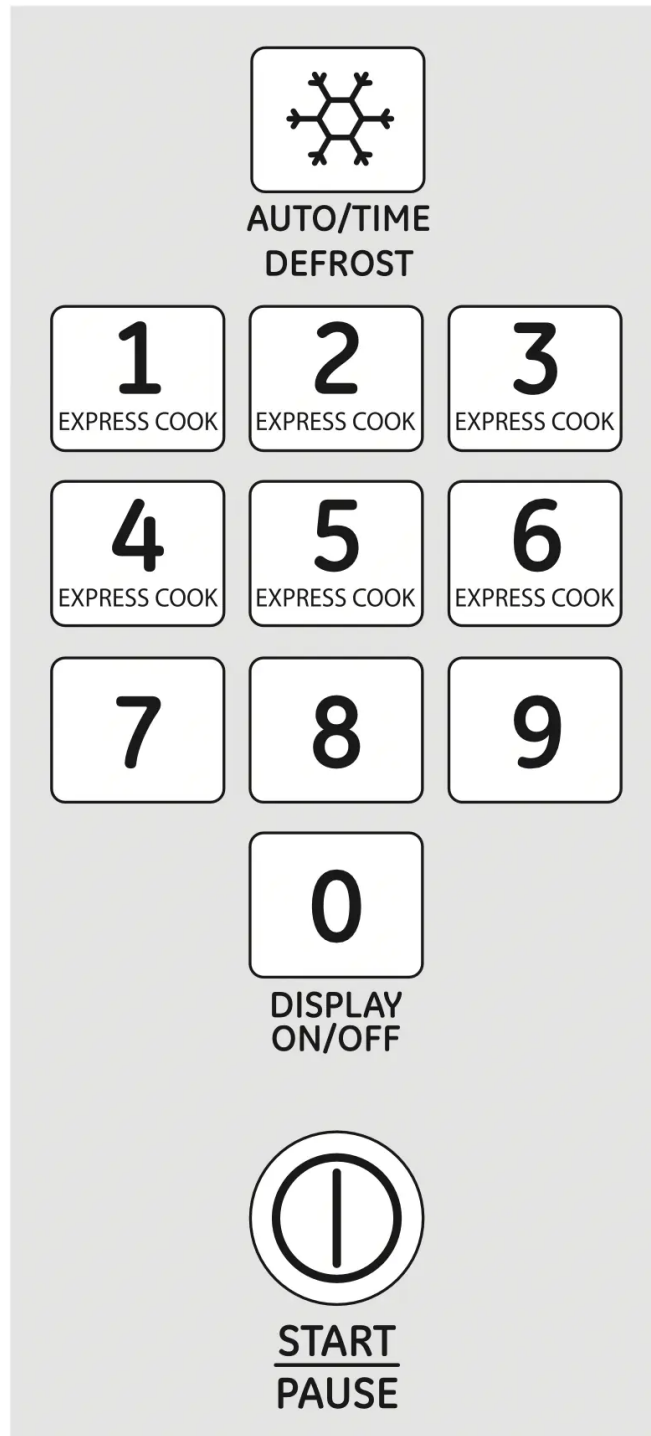 AUTO/TIME
DEFROST
1 2 3
EXPRESS COOK EXPRESS COOK EXPRESS COOK
4 5 6
EXPRESS COOK EXPRESS COOK EXPRESS COOK
7 8 9
0
DISPLAY
ON/OFF
START
PAUSE